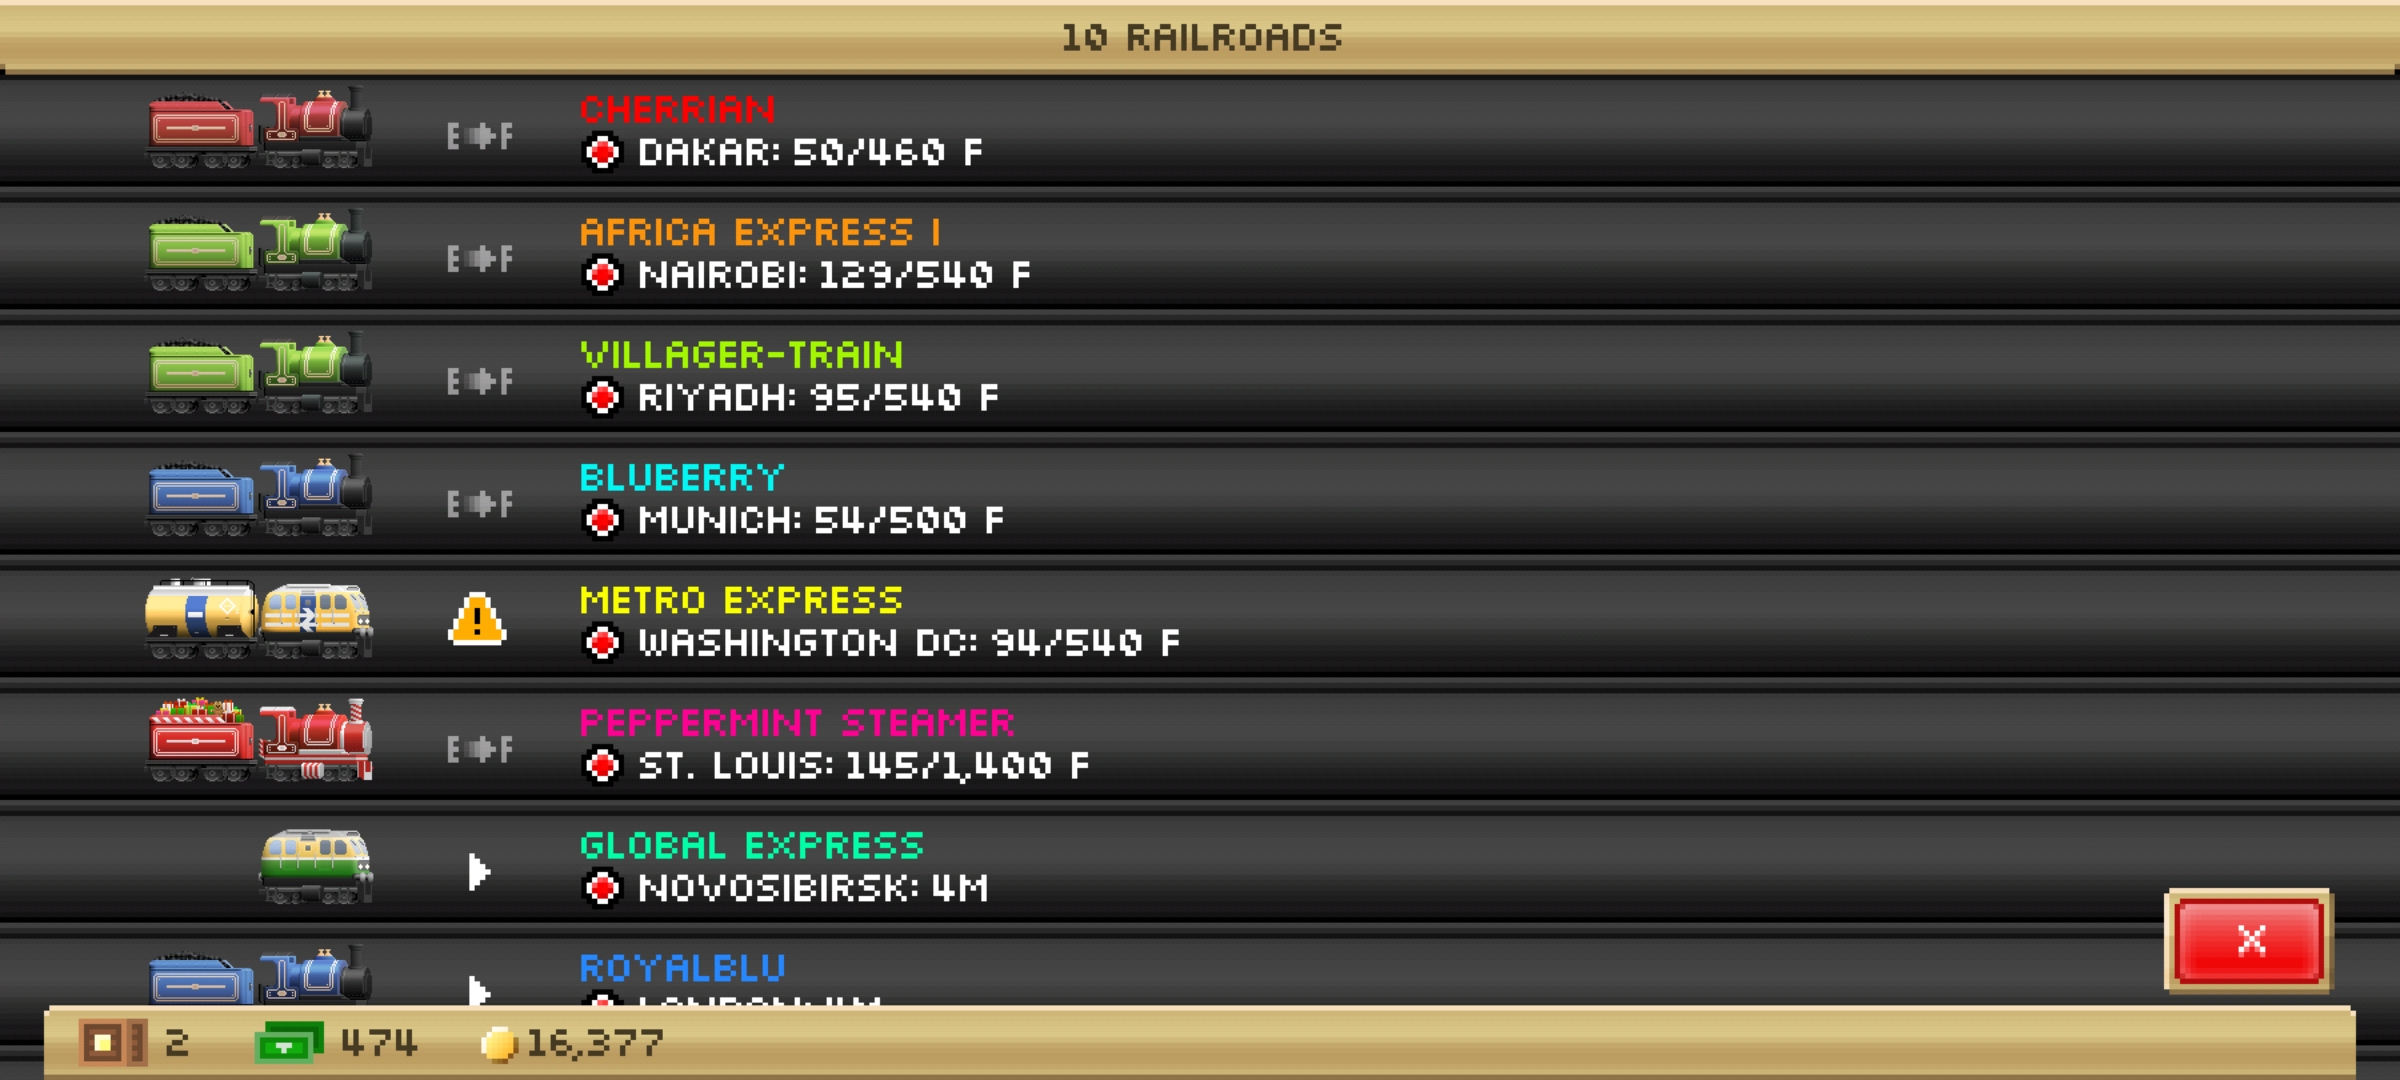 10 RAILROADS
CHERRIAN
E F
DAKAR: 50/460 F
AFRICA EXPRESS I
E F
NAIROBI: 129/540 F
VILLAGER-TRAIN
E F
RIYADH: 95/540 F
BLUBERRY
E F
MUNICH: 54/500 F
METRO EXPRESS
WASHINGTON DC: 94/540 F
PEPPERMINT STEAMER
E F
ST. LOUIS: 145/1,400 F
GLOBAL EXPRESS
NOVOSIBIRSK: 4M
X
ROYALBLU
2 474 16,377